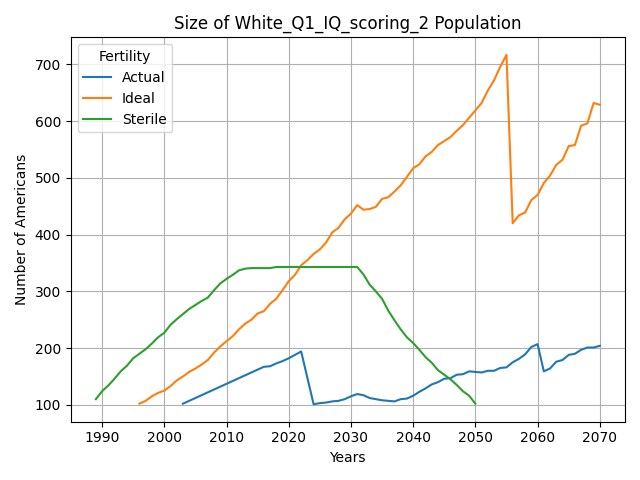 Size of White_Q1_IQ_scoring_2 Population
Fertility
Actual
Ideal
Sterile
Number of Americans
700
600
500
400
300
200
100
1990 2000 2010 2020 2030 2040 2050 2060 2070
Years